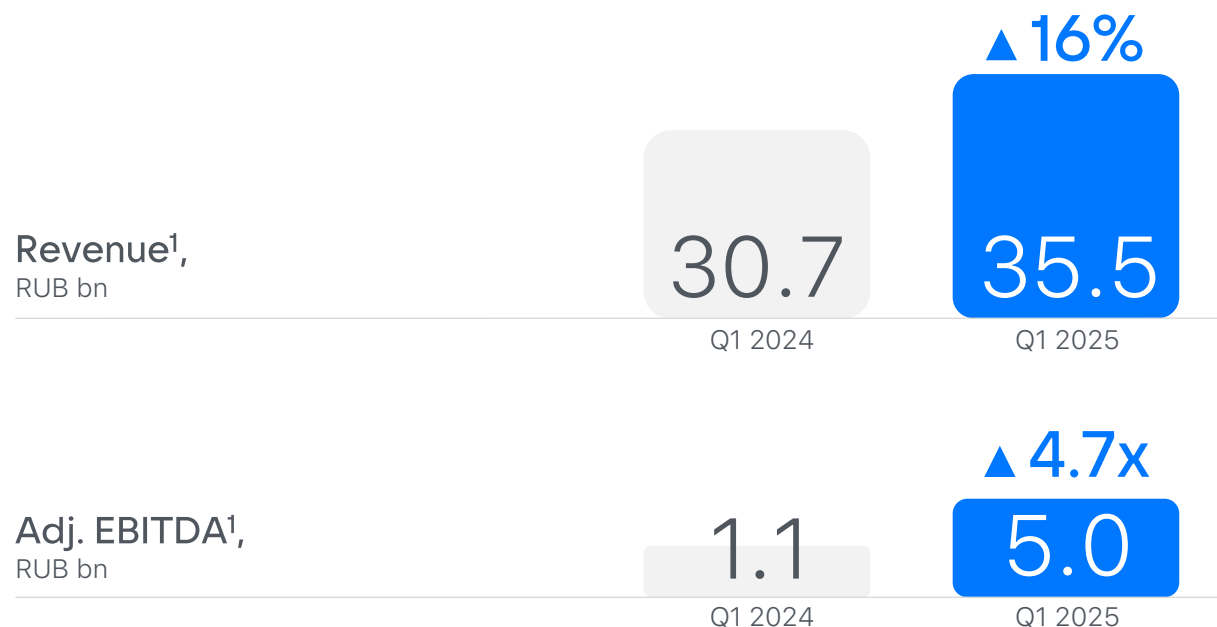 ▲16%
Revenue¹,
RUB bn
30.7
35.5
Q1 2024
Q1 2025
▲4.7x
Adj. EBITDA¹,
RUB bn
1.1
5.0
Q1 2024
Q1 2025